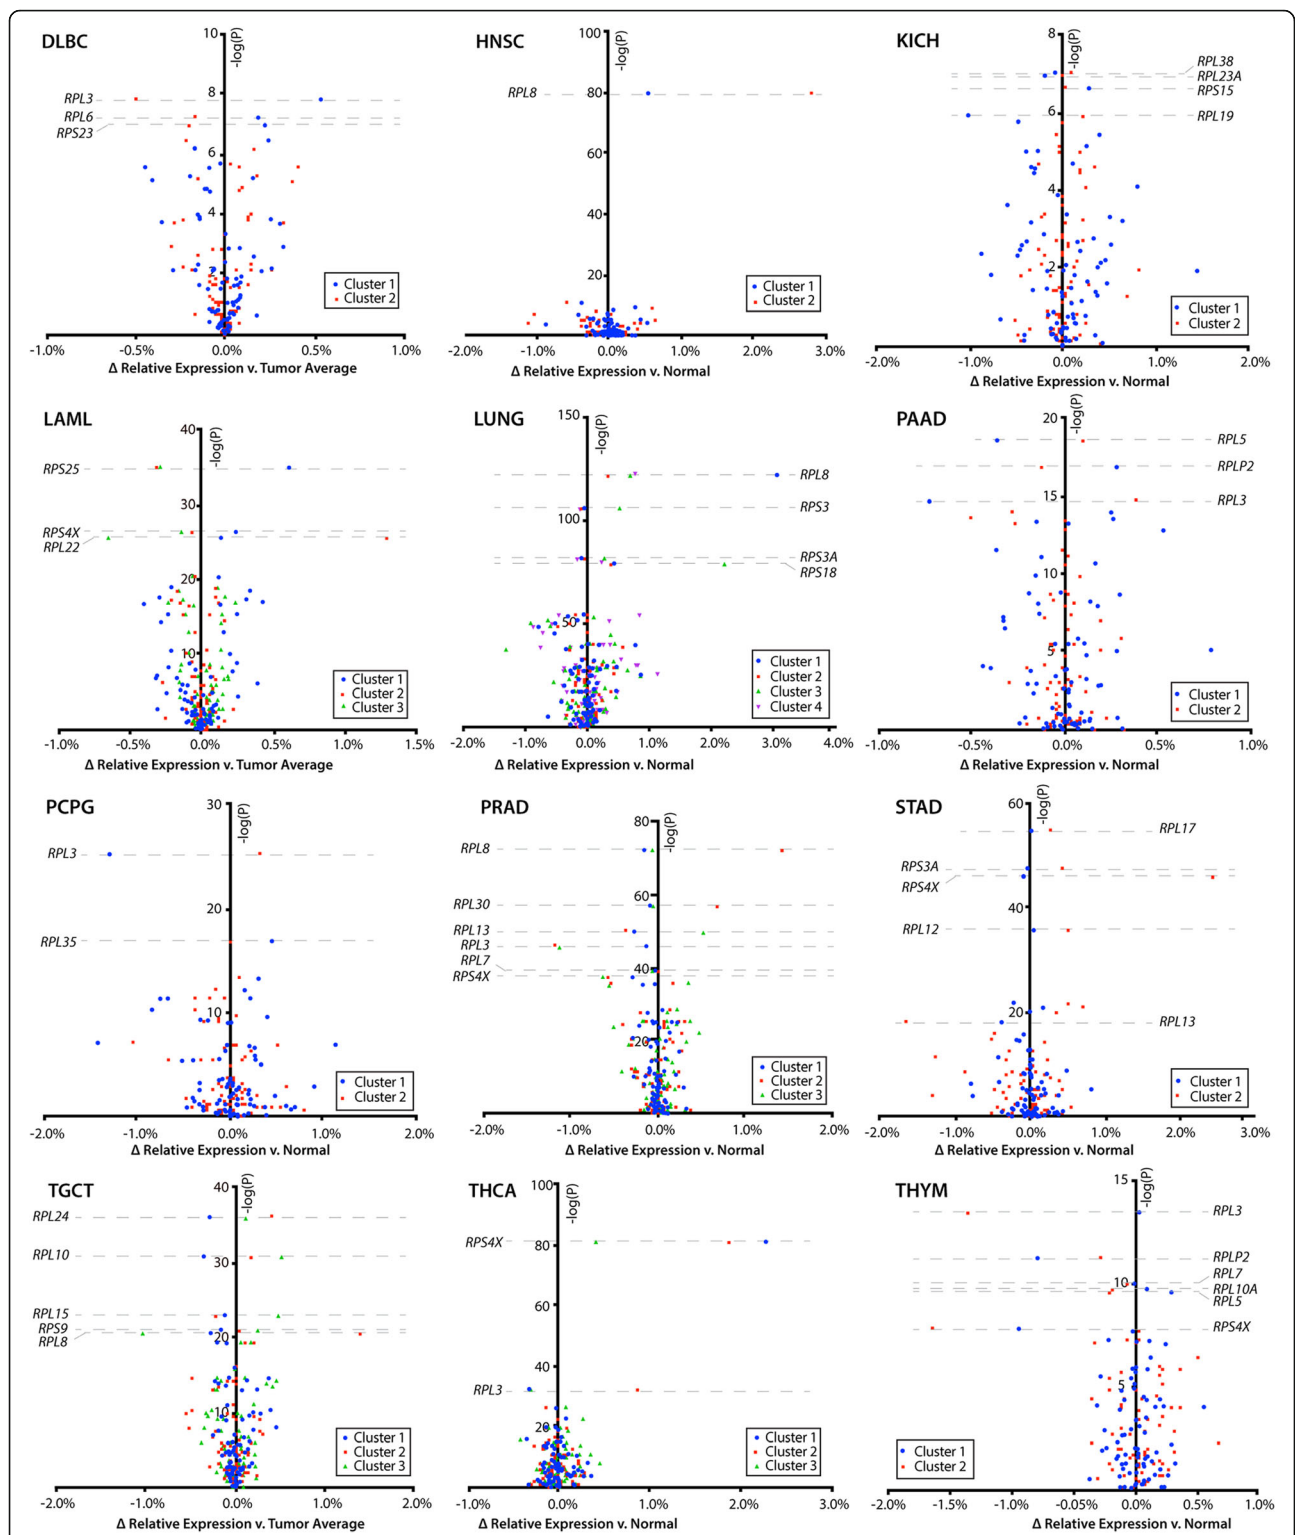 DLBC
10
-log(P)
8
6
4
2
RPL3
RPL6
RPS23
Cluster 1
Cluster 2
-1.0%
-0.5%
0.0%
0.5%
1.0%
Δ Relative Expression v. Tumor Average
HNSC
100
-log(P)
80
60
40
20
RPL8
Cluster 1
Cluster 2
-2.0%
-1.0%
0.0%
1.0%
2.0%
3.0%
Δ Relative Expression v. Normal
KICH
8
-log(P)
6
4
2
RPL38
RPL23A
RPS15
RPL19
Cluster 1
Cluster 2
-2.0%
-1.0%
0.0%
1.0%
2.0%
Δ Relative Expression v. Normal
LAML
40
-log(P)
30
20
10
RPS25
RPS4X
RPL22
Cluster 1
Cluster 2
Cluster 3
-1.0%
-0.5%
0.0%
0.5%
1.0%
1.5%
Δ Relative Expression v. Tumor Average
LUNG
150
-log(P)
100
50
RPL8
RPS3
RPS3A
RPS18
Cluster 1
Cluster 2
Cluster 3
Cluster 4
-2.0%
-1.0%
0.0%
1.0%
2.0%
3.0%
4.0%
Δ Relative Expression v. Normal
PAAD
20
-log(P)
15
10
5
RPL5
RPLP2
RPL3
Cluster 1
Cluster 2
-1.0%
-0.5%
0.0%
0.5%
1.0%
Δ Relative Expression v. Normal
PCPG
30
-log(P)
20
10
RPL3
RPL35
Cluster 1
Cluster 2
-2.0%
-1.0%
0.0%
1.0%
2.0%
Δ Relative Expression v. Normal
PRAD
80
-log(P)
60
40
20
RPL8
RPL30
RPL13
RPL3
RPL7
RPS4X
Cluster 1
Cluster 2
Cluster 3
-2.0%
-1.0%
0.0%
1.0%
2.0%
Δ Relative Expression v. Normal
STAD
60
-log(P)
40
20
RPL17
RPS3A
RPS4X
RPL12
RPL13
Cluster 1
Cluster 2
-2.0%
-1.0%
0.0%
1.0%
2.0%
3.0%
Δ Relative Expression v. Normal
TGCT
40
-log(P)
30
20
10
RPL24
RPL10
RPL15
RPS9
RPL8
Cluster 1
Cluster 2
Cluster 3
-2.0%
-1.0%
0.0%
1.0%
2.0%
Δ Relative Expression v. Tumor Average
THCA
100
-log(P)
80
60
40
20
RPS4X
RPL3
Cluster 1
Cluster 2
Cluster 3
-1.0%
0.0%
1.0%
2.0%
3.0%
Δ Relative Expression v. Normal
THYM
15
-log(P)
10
5
RPL3
RPLP2
RPL7
RPL10A
RPL5
RPS4X
Cluster 1
Cluster 2
-2.0%
-1.5%
-1.0%
-0.05%
0.0%
0.5%
1.0%
Δ Relative Expression v. Normal